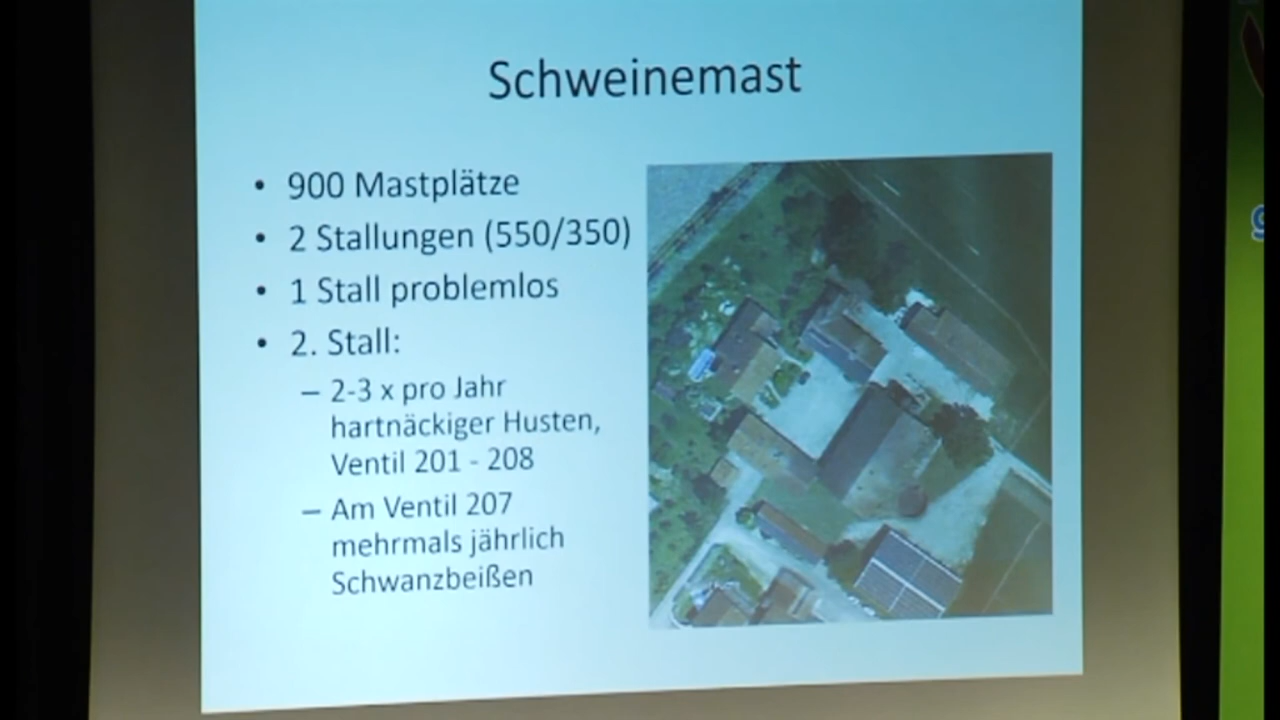 Schweinemast
• 900 Mastplätze
• 2 Stallungen (550/350)
• 1 Stall problemlos
• 2. Stall:
– 2-3 x pro Jahr
hartnäckiger Husten,
Ventil 201 - 208
– Am Ventil 207
mehrmals jährlich
Schwanzbeißen